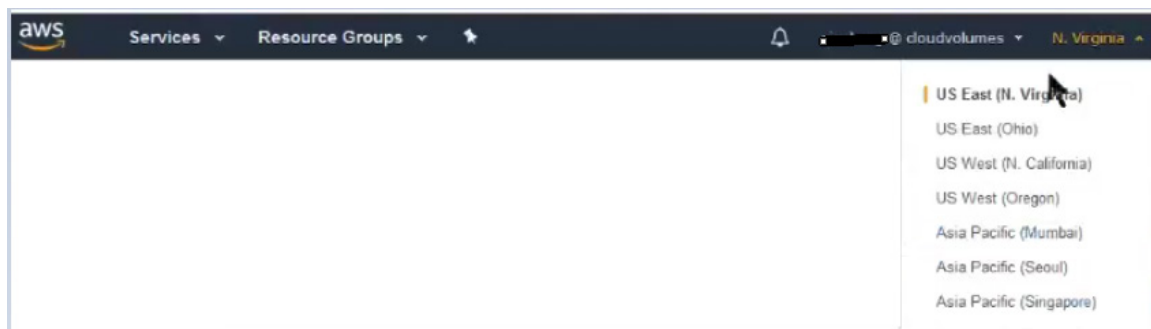 aws Services Resource Groups @ cloudvolumes N. Virginia
US East (N. Virginia)
US East (Ohio)
US West (N. California)
US West (Oregon)
Asia Pacific (Mumbai)
Asia Pacific (Seoul)
Asia Pacific (Singapore)